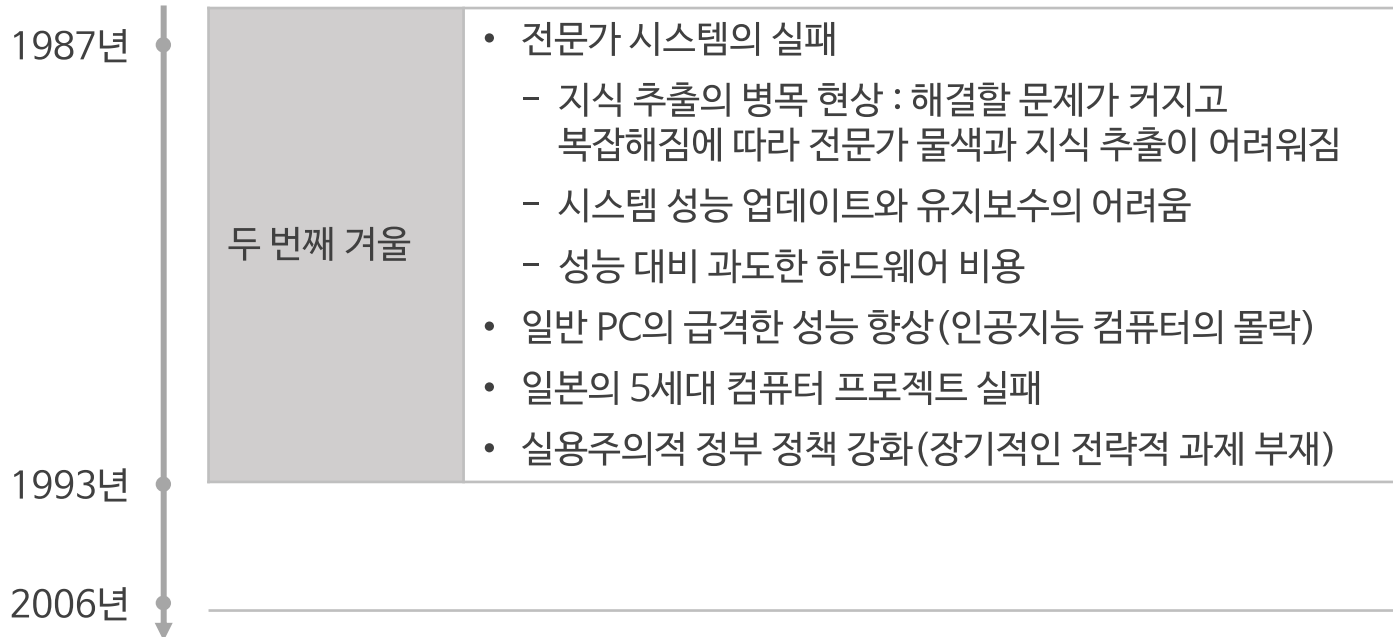 1987년
두 번째 겨울
• 전문가 시스템의 실패
- 지식 추출의 병목 현상 : 해결할 문제가 커지고
복잡해짐에 따라 전문가 물색과 지식 추출이 어려워짐
- 시스템 성능 업데이트와 유지보수의 어려움
- 성능 대비 과도한 하드웨어 비용
• 일반 PC의 급격한 성능 향상(인공지능 컴퓨터의 몰락)
• 일본의 5세대 컴퓨터 프로젝트 실패
• 실용주의적 정부 정책 강화(장기적인 전략적 과제 부재)
1993년
2006년